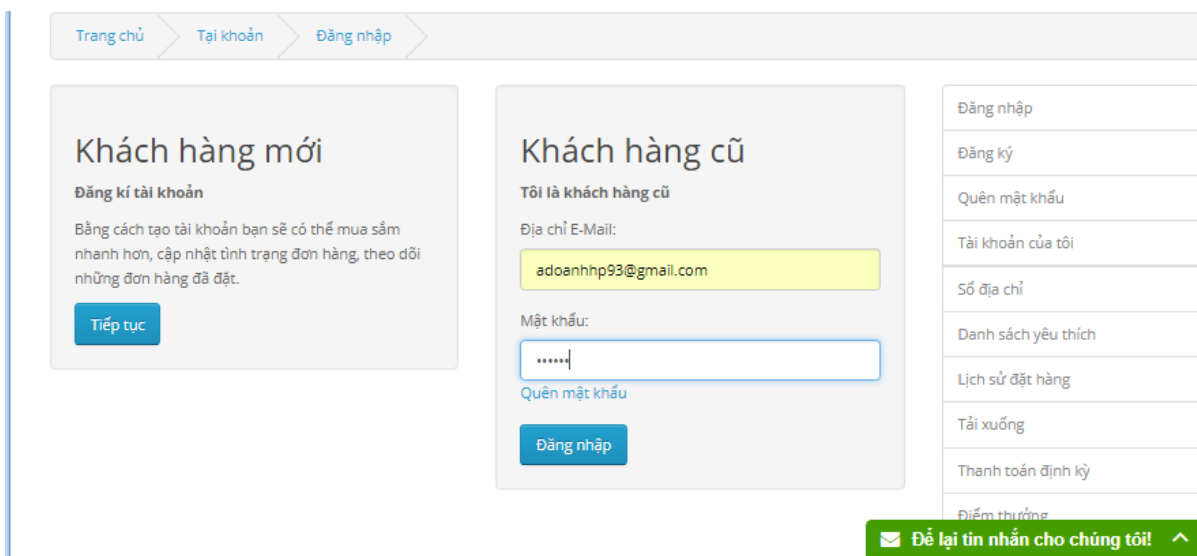 Trang chủ
Tại khoản
Đăng nhập
Khách hàng mới
Đăng kí tài khoản
Bằng cách tạo tài khoản bạn sẽ có thể mua sắm
nhanh hơn, cập nhật tình trạng đơn hàng, theo dõi
những đơn hàng đã đặt.
Tiếp tục
Khách hàng cũ
Tôi là khách hàng cũ
Địa chỉ E-Mail:
adoanhhp93@gmail.com
Mật khẩu:
••••••
Quên mật khẩu
Đăng nhập
Đăng nhập
Đăng ký
Quên mật khẩu
Tài khoản của tôi
Sổ địa chỉ
Danh sách yêu thích
Lịch sử đặt hàng
Tải xuống
Thanh toán định kỳ
Điểm thưởng
Để lại tin nhắn cho chúng tôi!